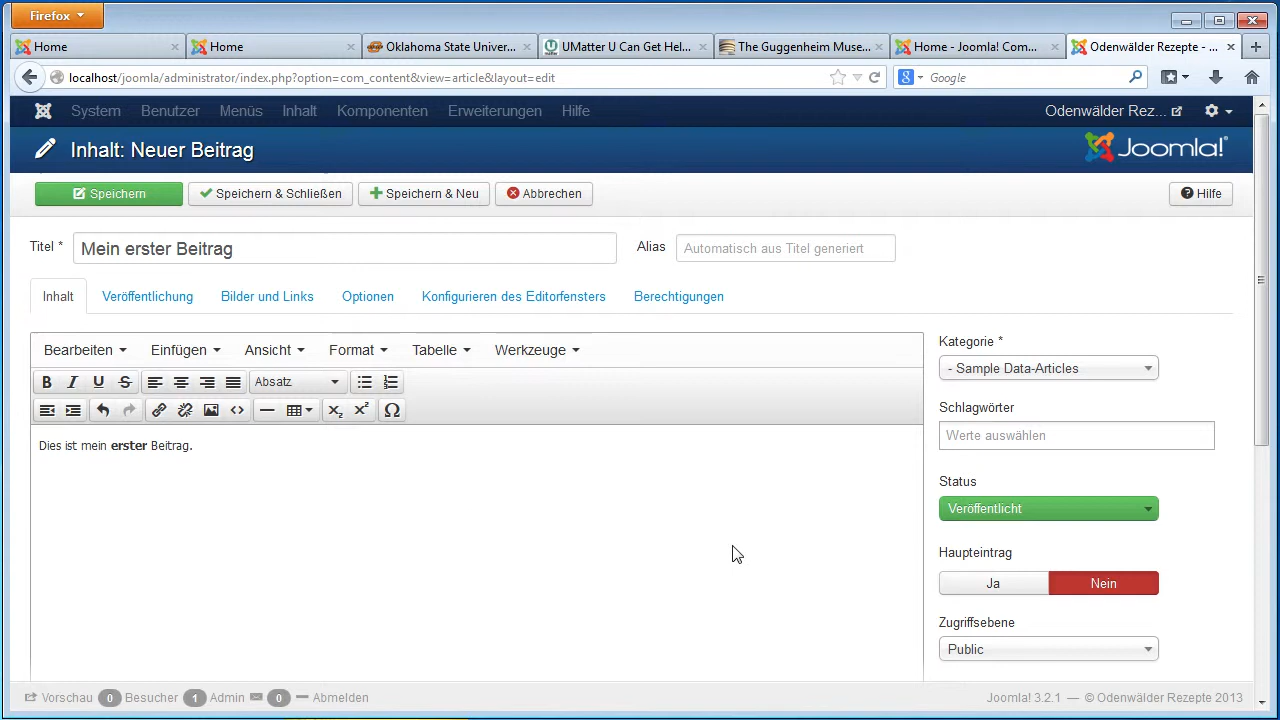 Firefox
Home
Home
Oklahoma State Univer...
UMatter U Can Get Hel...
The Guggenheim Muse...
Home - Joomla! Com...
Odenwälder Rezepte - ...
localhost/joomla/administrator/index.php?option=com_content&view=article&layout=edit
Google
System Benutzer Menüs Inhalt Komponenten Erweiterungen Hilfe
Odenwälder Rez...
Inhalt: Neuer Beitrag
Joomla!
Speichern
Speichern & Schließen
Speichern & Neu
Abbrechen
Hilfe
Titel *
Mein erster Beitrag
Alias
Automatisch aus Titel generiert
Inhalt
Veröffentlichung
Bilder und Links
Optionen
Konfigurieren des Editorfensters
Berechtigungen
Bearbeiten
Einfügen
Ansicht
Format
Tabelle
Werkzeuge
Absatz
Dies ist mein erster Beitrag.
Kategorie *
- Sample Data-Articles
Schlagwörter
Werte auswählen
Status
Veröffentlicht
Haupteintrag
Ja
Nein
Zugriffsebene
Public
Vorschau 0 Besucher 1 Admin 0 Abmelden
Joomla! 3.2.1 — © Odenwälder Rezepte 2013